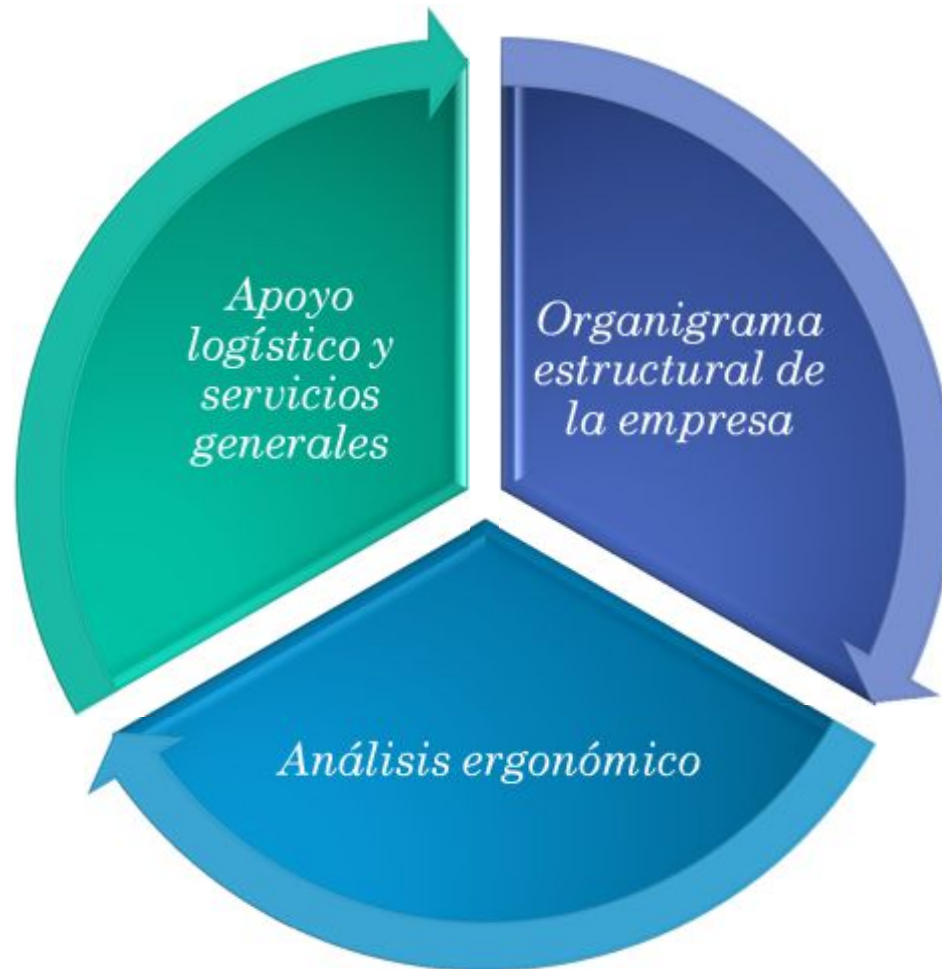 Apoyo
logístico y
servicios
generales
Organigrama
estructural de
la empresa
Análisis ergonómico